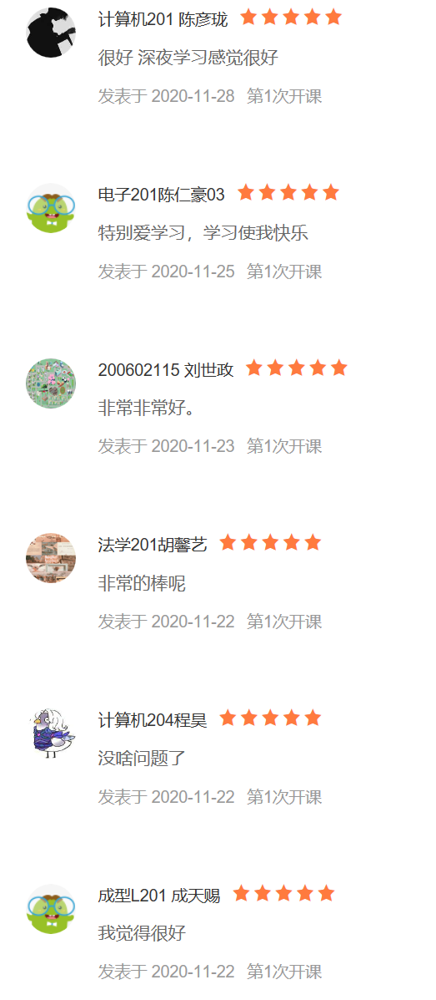 计算机201 陈彦珑
很好 深夜学习感觉很好
发表于 2020-11-28 第1次开课
电子201陈仁豪03
特别爱学习，学习使我快乐
发表于 2020-11-25 第1次开课
200602115 刘世政
非常非常好。
发表于 2020-11-23 第1次开课
法学201胡馨艺
非常的棒呢
发表于 2020-11-22 第1次开课
计算机204程昊
没啥问题了
发表于 2020-11-22 第1次开课
成型L201 成天赐
我觉得很好
发表于 2020-11-22 第1次开课